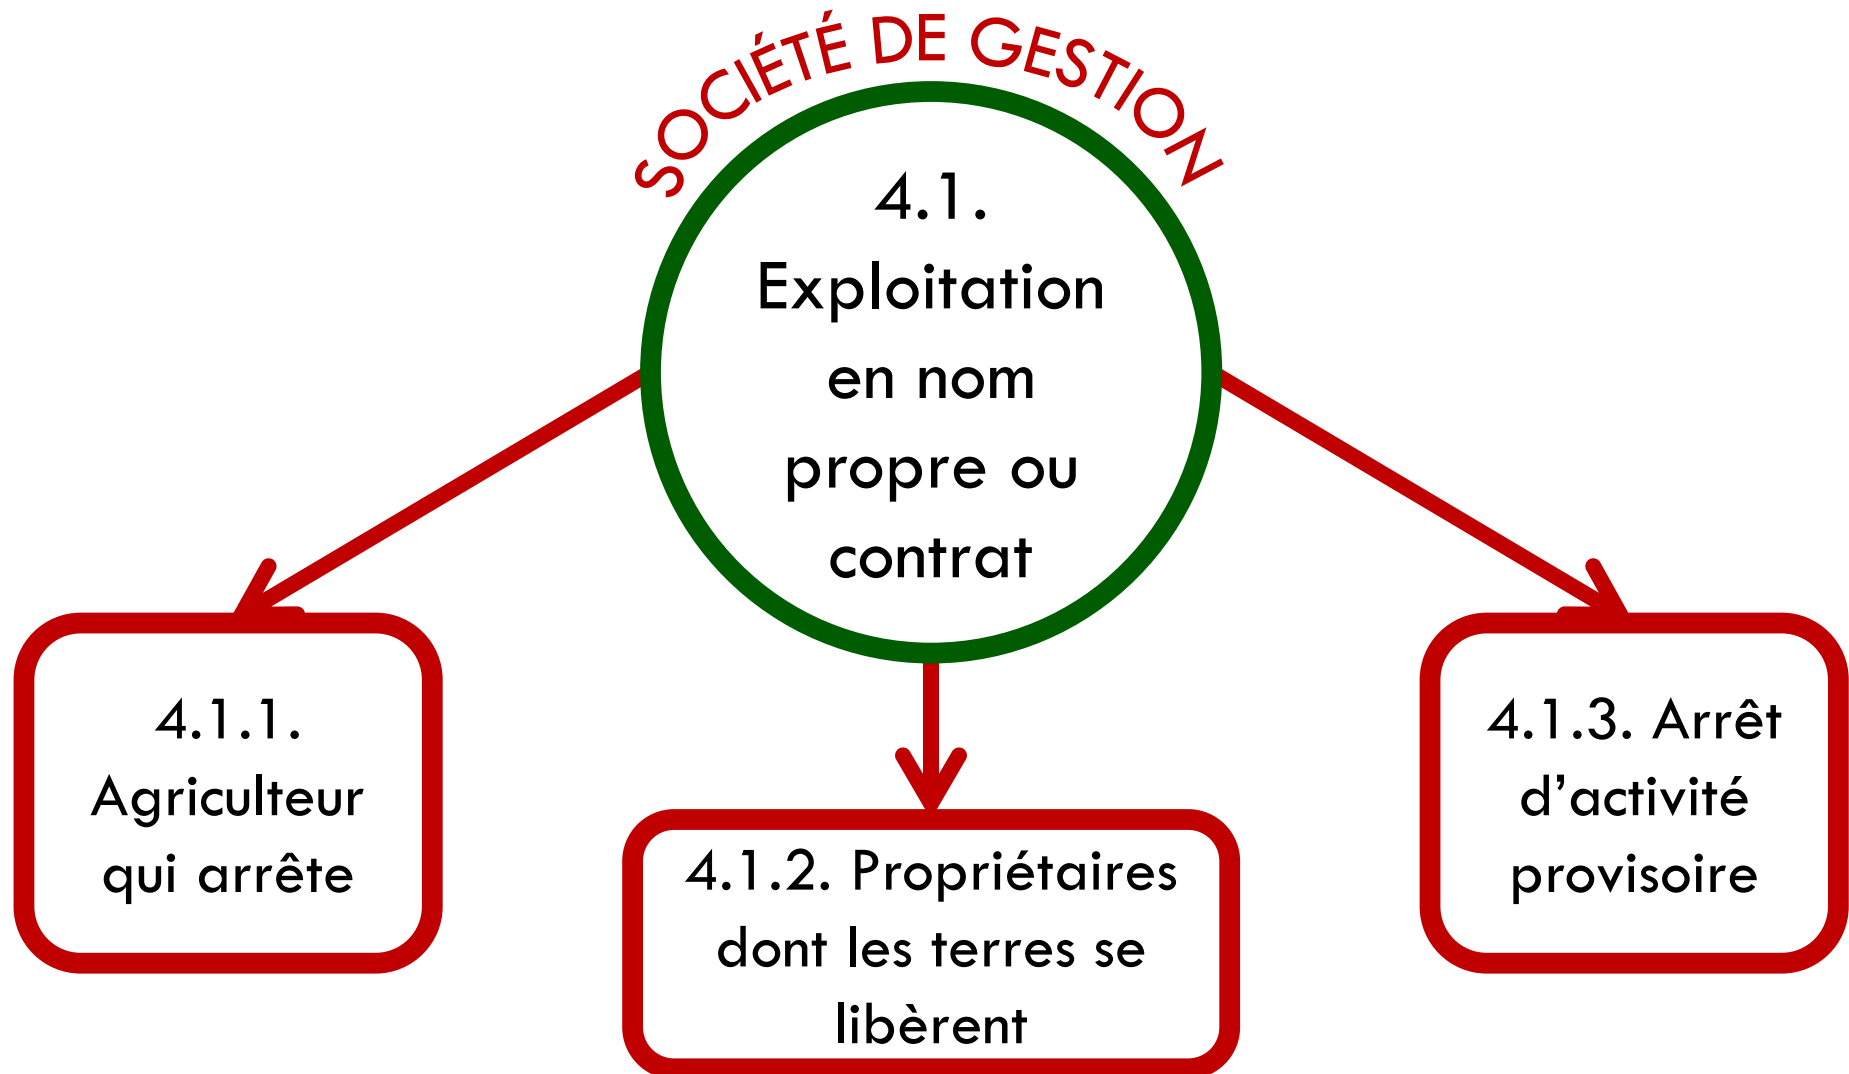 SOCIÉTÉ DE GESTION
4.1.
Exploitation
en nom
propre ou
contrat
4.1.1.
Agriculteur
qui arrête
4.1.2. Propriétaires
dont les terres se
libèrent
4.1.3. Arrêt
d’activité
provisoire